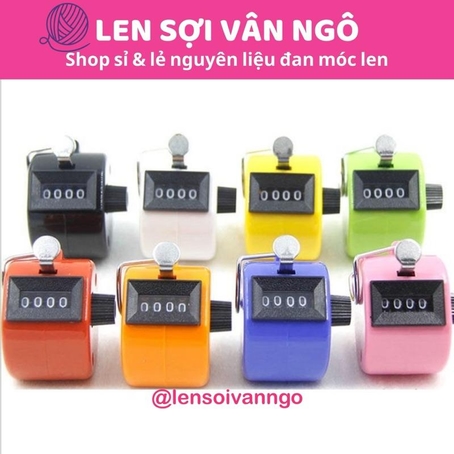 LEN SỢI VÂN NGÔ
Shop sỉ & lẻ nguyên liệu đan móc len
0000 0000 0000 0000
0000 0000 0000 0000
@lensoivanngo